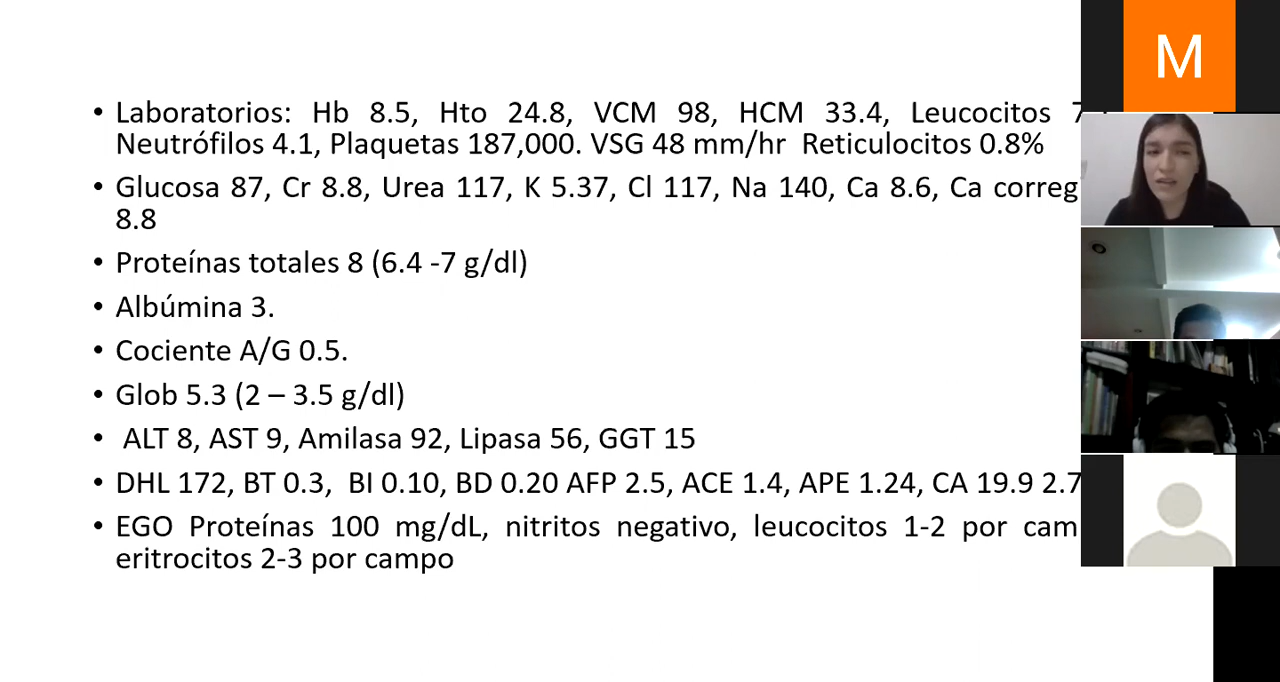 • Laboratorios: Hb 8.5, Hto 24.8, VCM 98, HCM 33.4, Leucocitos
Neutrófilos 4.1, Plaquetas 187,000. VSG 48 mm/hr Reticulocitos 0.8%
• Glucosa 87, Cr 8.8, Urea 117, K 5.37, Cl 117, Na 140, Ca 8.6, Ca
8.8
• Proteínas totales 8 (6.4 -7 g/dl)
• Albúmina 3.
• Cociente A/G 0.5.
• Glob 5.3 (2 – 3.5 g/dl)
• ALT 8, AST 9, Amilasa 92, Lipasa 56, GGT 15
• DHL 172, BT 0.3, BI 0.10, BD 0.20 AFP 2.5, ACE 1.4, APE 1.24, CA 19.9 2.7
• EGO Proteínas 100 mg/dL, nitritos negativo, leucocitos 1-2 por
eritrocitos 2-3 por campo
M